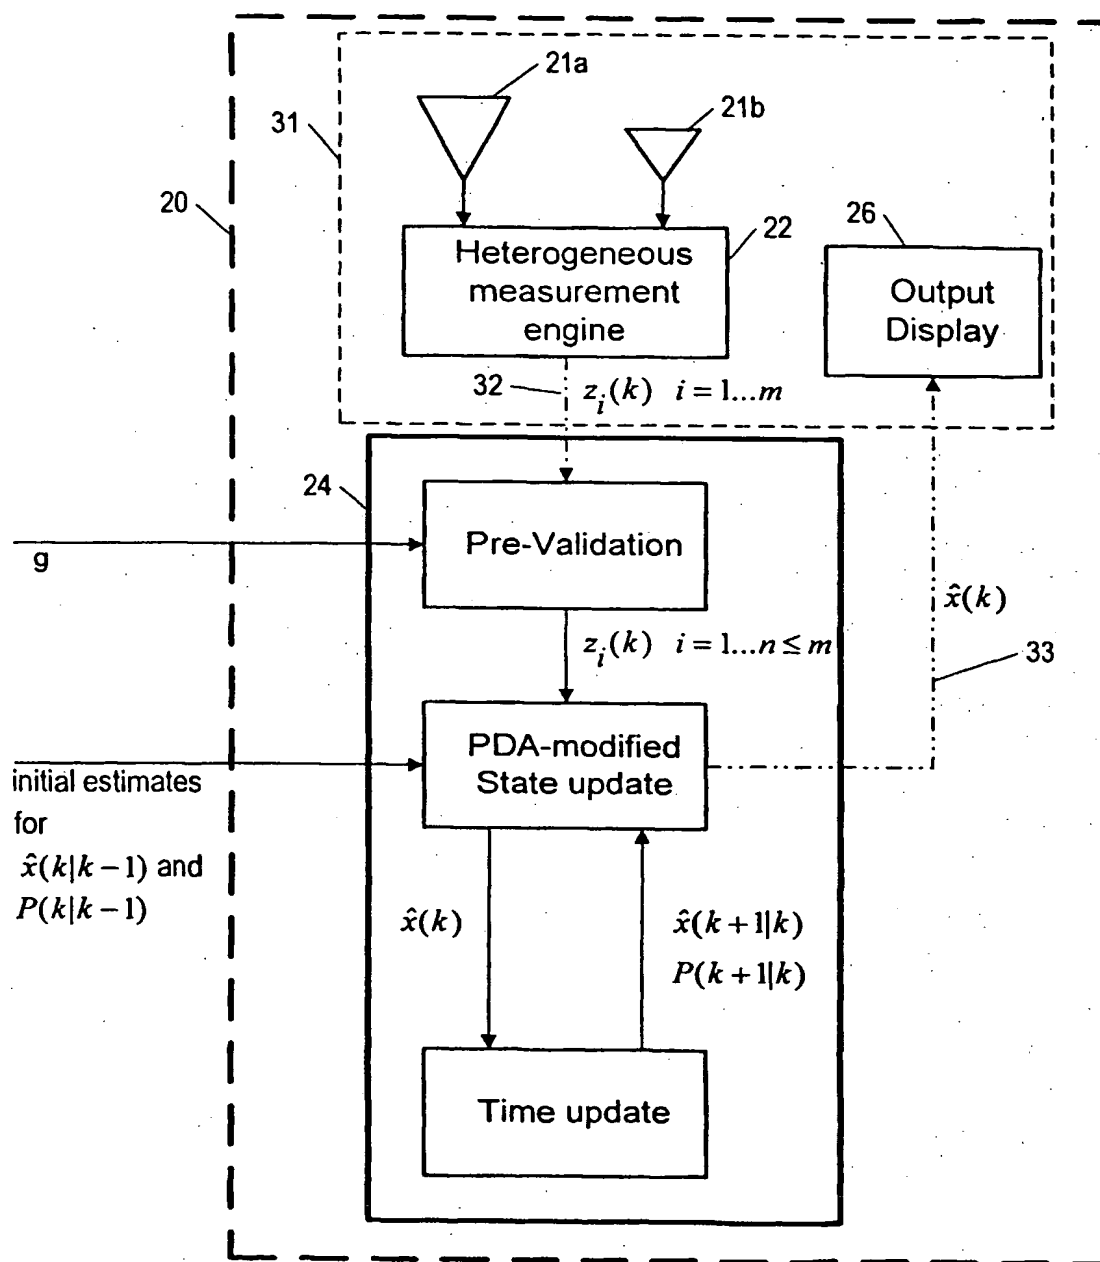 21a
21b
31
20
22
26
Heterogeneous
measurement
engine
Output
Display
32
z_i(k) i = 1...m
24
Pre-Validation
g
z_i(k) i = 1...n ≤ m
x̂(k)
33
PDA-modified
State update
initial estimates
for
x̂(k|k−1) and
P(k|k−1)
x̂(k)
x̂(k+1|k)
P(k+1|k)
Time update